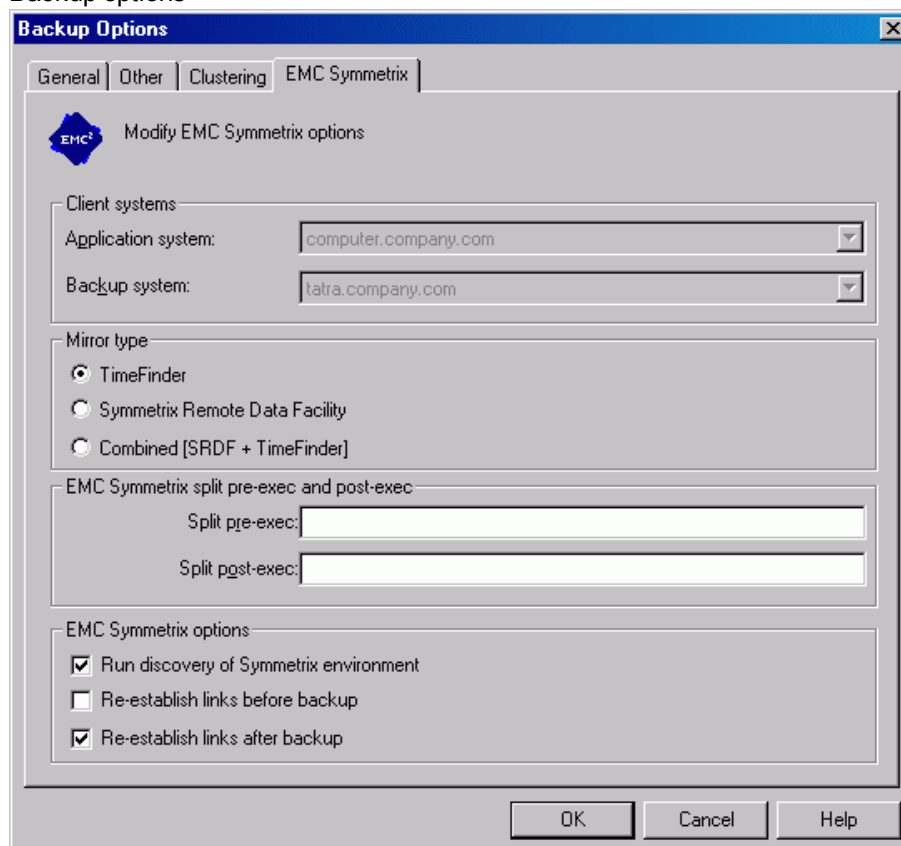 Backup options
Backup Options
General Other Clustering EMC Symmetrix
EMC² Modify EMC Symmetrix options
Client systems
Application system: computer.company.com
Backup system: tatra.company.com
Mirror type
TimeFinder
Symmetrix Remote Data Facility
Combined [SRDF + TimeFinder]
EMC Symmetrix split pre-exec and post-exec
Split pre-exec:
Split post-exec:
EMC Symmetrix options
Run discovery of Symmetrix environment
Re-establish links before backup
Re-establish links after backup
OK Cancel Help